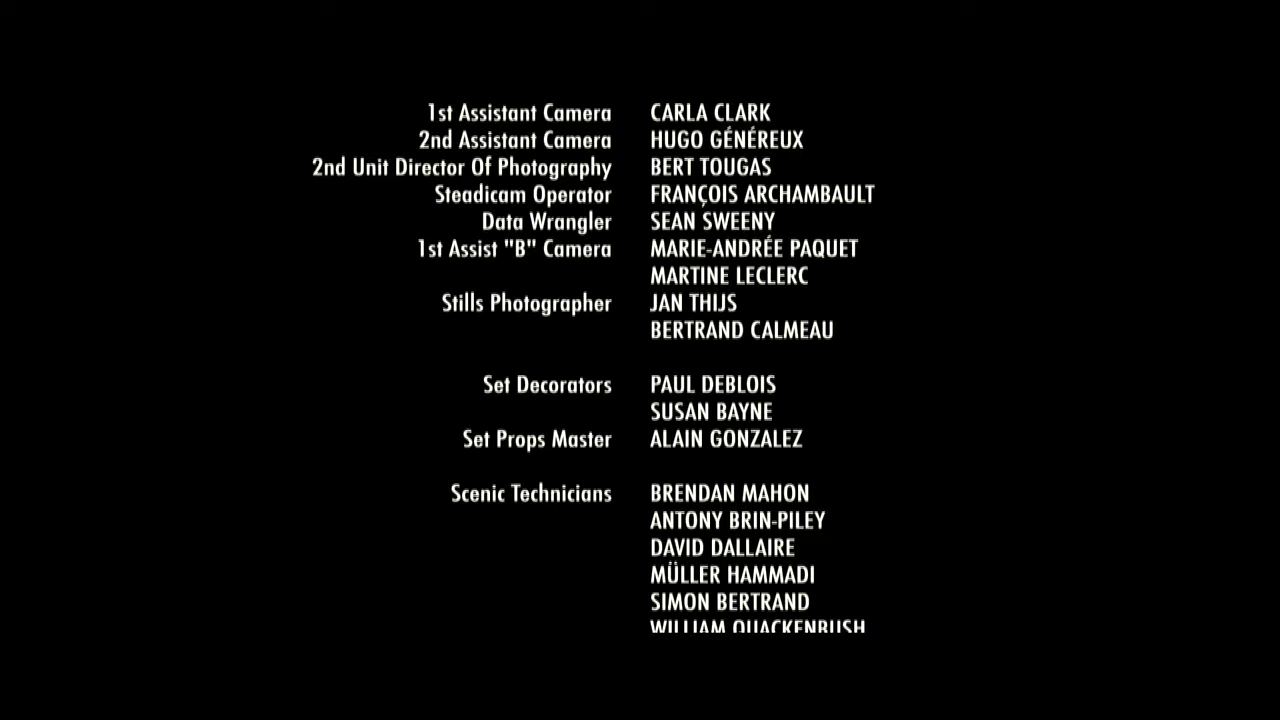 1st Assistant Camera CARLA CLARK
2nd Assistant Camera HUGO GÉNÉREUX
2nd Unit Director Of Photography BERT TOUGAS
Steadicam Operator FRANÇOIS ARCHAMBAULT
Data Wrangler SEAN SWEENY
1st Assist "B" Camera MARIE-ANDRÉE PAQUET
MARTINE LECLERC
Stills Photographer JAN THIJS
BERTRAND CALMEAU
Set Decorators PAUL DEBLOIS
SUSAN BAYNE
Set Props Master ALAIN GONZALEZ
Scenic Technicians BRENDAN MAHON
ANTONY BRIN-PILEY
DAVID DALLAIRE
MÜLLER HAMMADI
SIMON BERTRAND
WILLIAM QUACKENBUSH